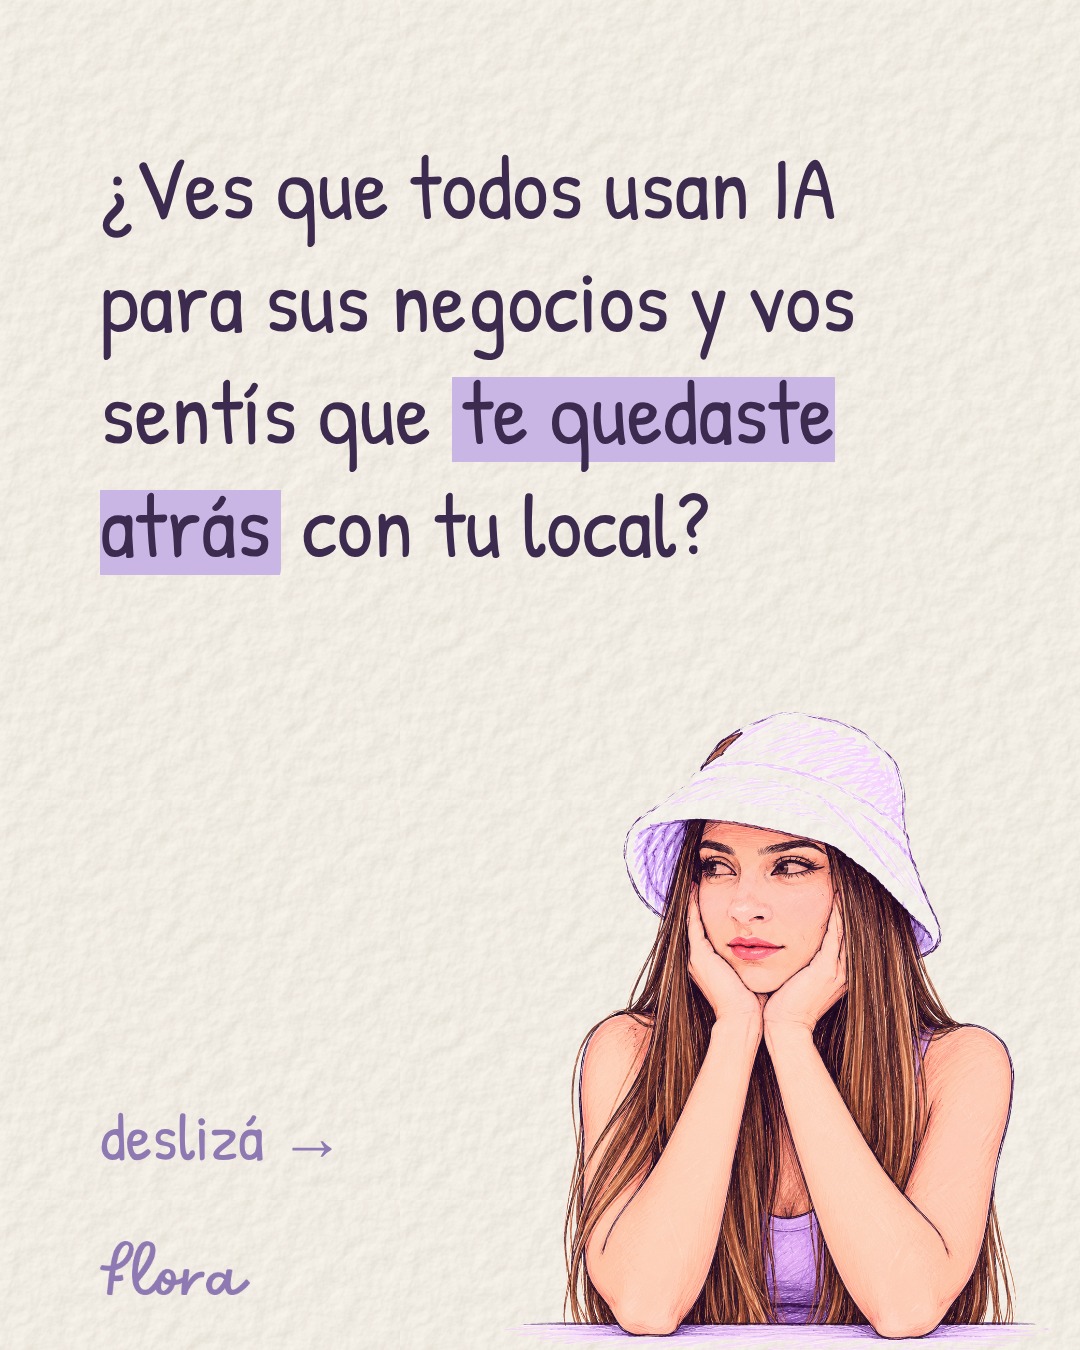 ¿Ves que todos usan IA
para sus negocios y vos
sentís que te quedaste
atrás con tu local?
deslizá →
flora